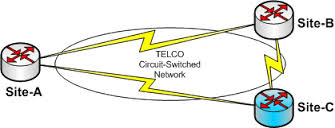 Site-B
TELCO
Circuit-Switched
Network
Site-A
Site-C